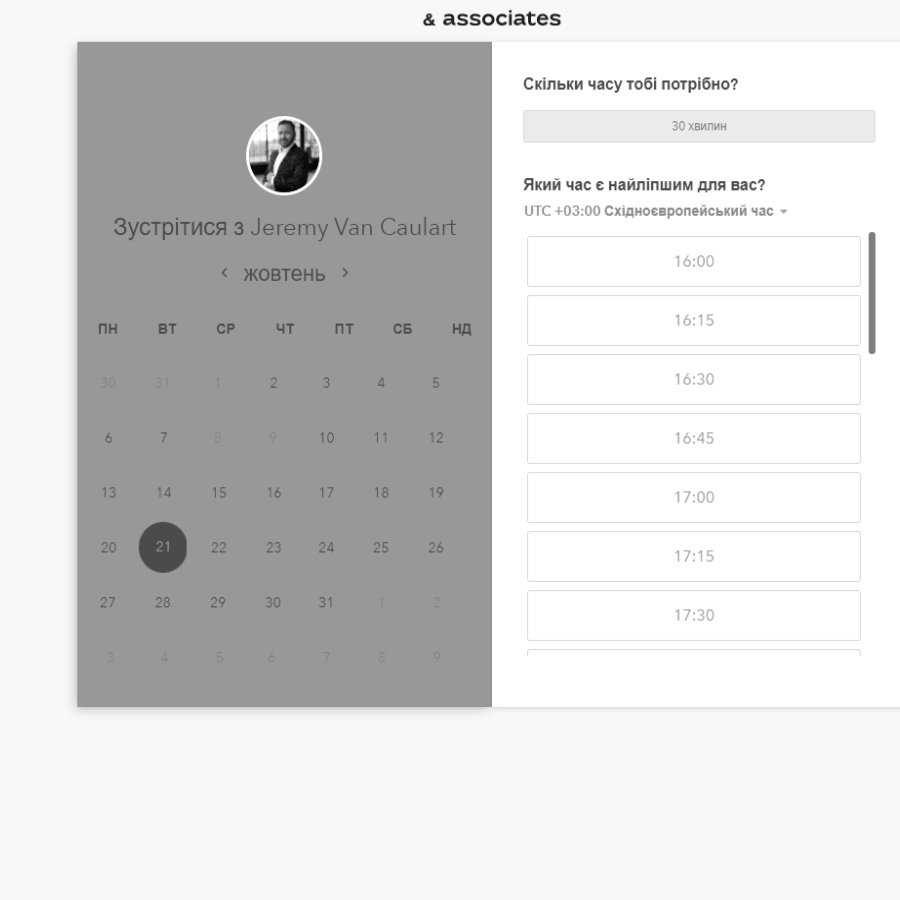 & associates
Зустрітися з Jeremy Van Caulart
‹ жовтень ›
ПН ВТ СР ЧТ ПТ СБ НД
30 31 1 2 3 4 5
6 7 8 9 10 11 12
13 14 15 16 17 18 19
20 21 22 23 24 25 26
27 28 29 30 31 1 2
3 4 5 6 7 8 9
Скільки часу тобі потрібно?
30 хвилин
Який час є найліпшим для вас?
UTC +03:00 Східноєвропейський час
16:00
16:15
16:30
16:45
17:00
17:15
17:30